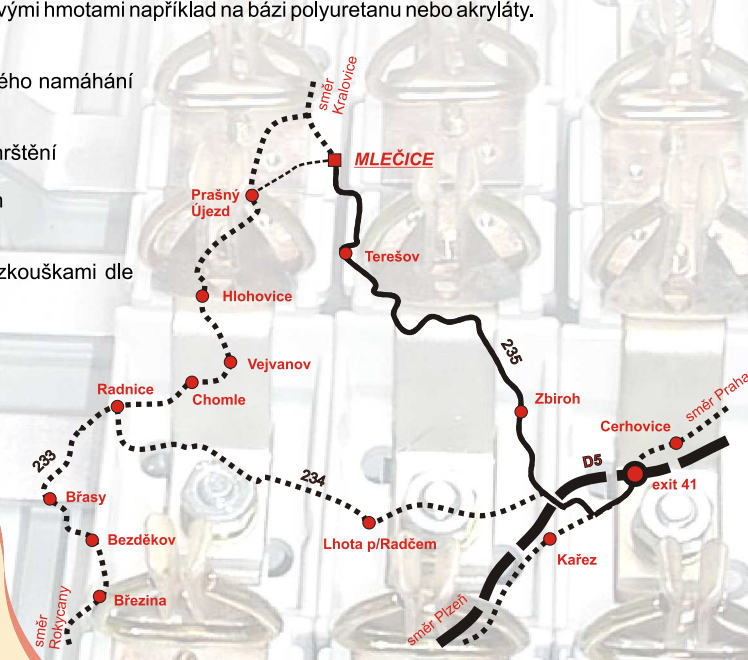 vými hmotami například na bázi polyuretanu nebo akryláty.
ého namáhání
mrštění
zkouškami dle
směr
Kralovice
MLEČICE
Prašný
Újezd
Terešov
Hlohovice
235
Vejvanov
Chomle
Radnice
Zbiroh
směr Praha
Cerhovice
233
D5
exit 41
234
Břasy
Lhota p/Radčem
Bezděkov
Kařez
Březina
směr
Rokycany
směr Plzeň